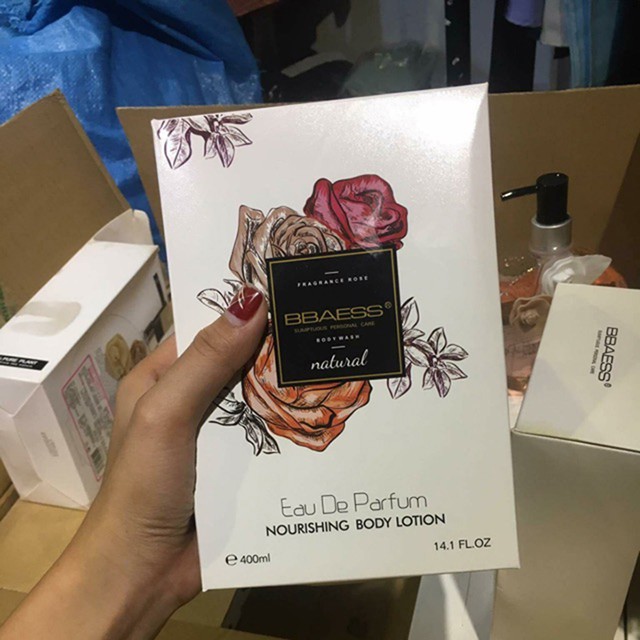 FRAGRANCE ROSE
BBAESS®
SUMPTUOUS PERSONAL CARE
BODY WASH
natural
Eau De Parfum
NOURISHING BODY LOTION
℮ 400ml
14.1 FL.OZ
BBAESS®
SUMPTUOUS PERSONAL CARE
PURE PLANT